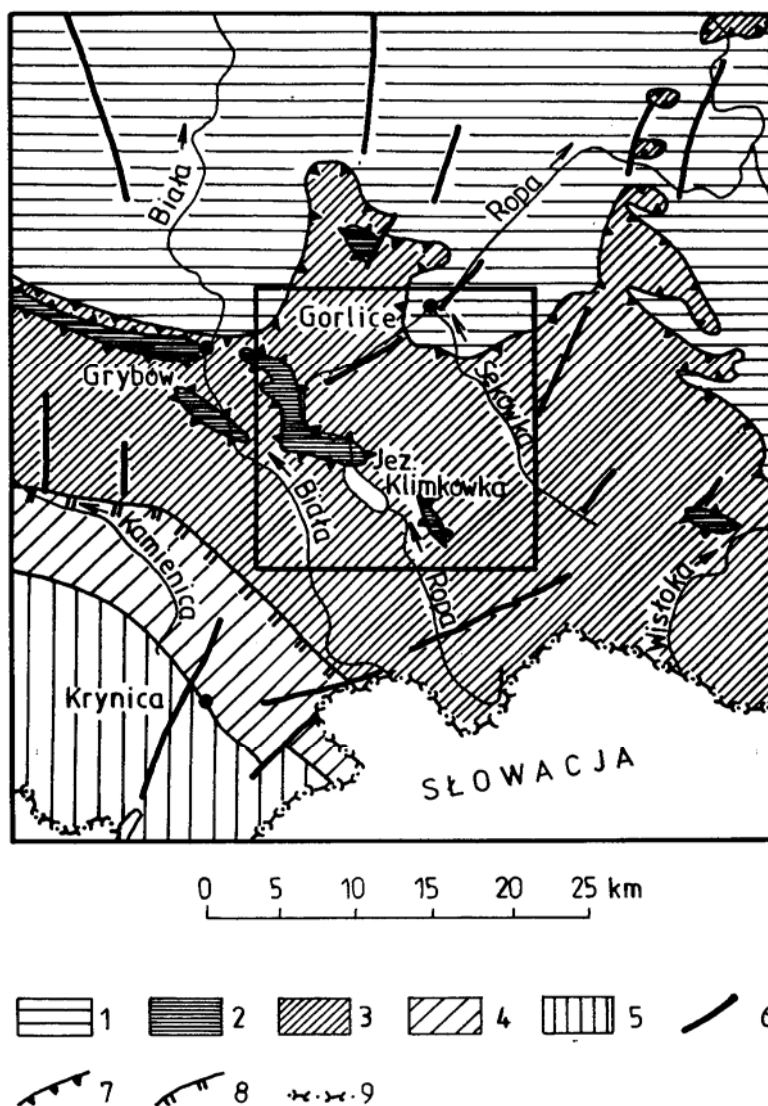 Biała
Ropa
Gorlice
Grybów
Sękówka
Jez.
Klimkówka
Biała
Kamienica
Ropa
Wisłoka
Krynica
SŁOWACJA
0 5 10 15 20 25 km
1 2 3 4 5 6
7 8 9